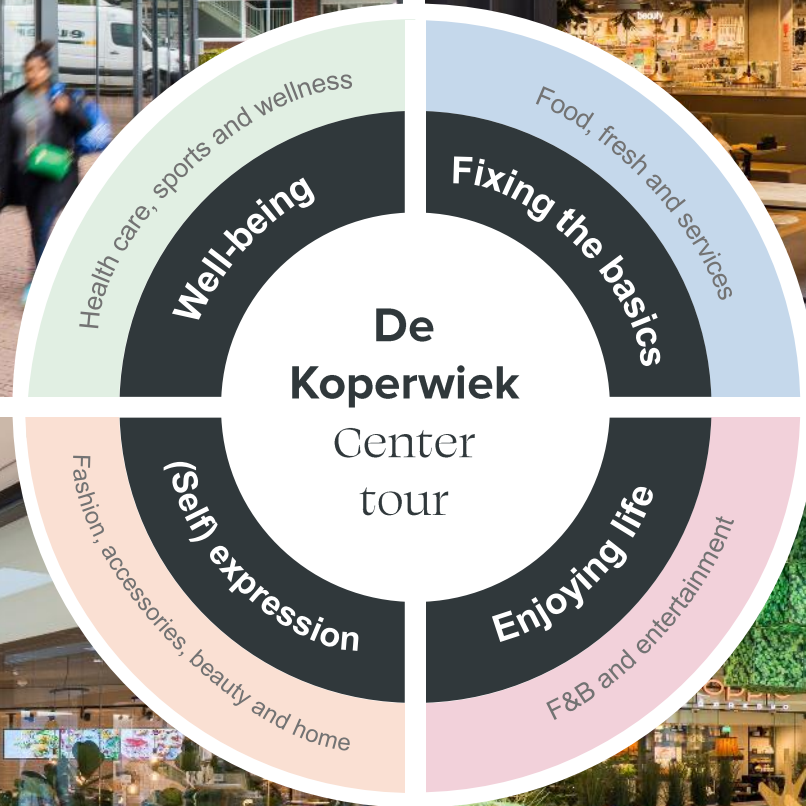 beauty
Health care, sports and wellness
Well-being
Food, fresh and services
Fixing the basics
De
Koperwiek
Center
tour
(Self) expression
Fashion, accessories, beauty and home
Enjoying life
F&B and entertainment